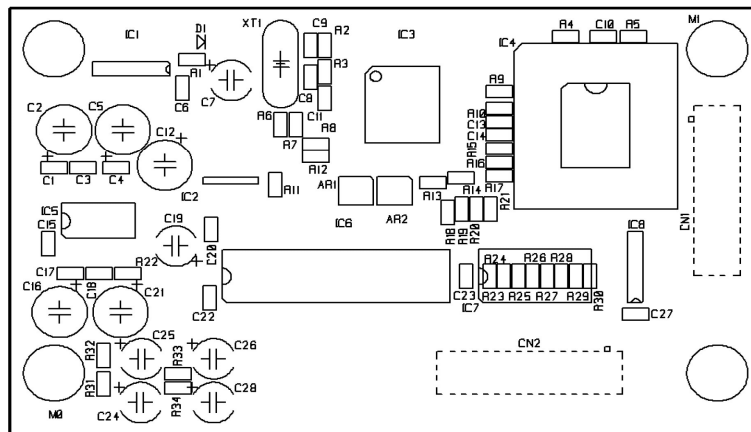 IC1
D1
XT1
C9
R2
IC3
R4
C10
R5
M1
IC4
R1
R3
C6
C7
C8
C11
R9
C2
C5
C12
R6
R7
R8
R10
C13
C14
R15
R16
R12
C1
C3
C4
IC2
R11
AR1
AR2
R13
R14
R17
IC5
C15
C19
C20
IC6
R18
R19
R20
R21
IC8
CN1
C17
C18
R22
C16
C21
C22
C23
IC7
R24
R26
R28
R23
R25
R27
R29
R30
C27
R32
C25
R33
C26
CN2
R31
R34
M0
C24
C28